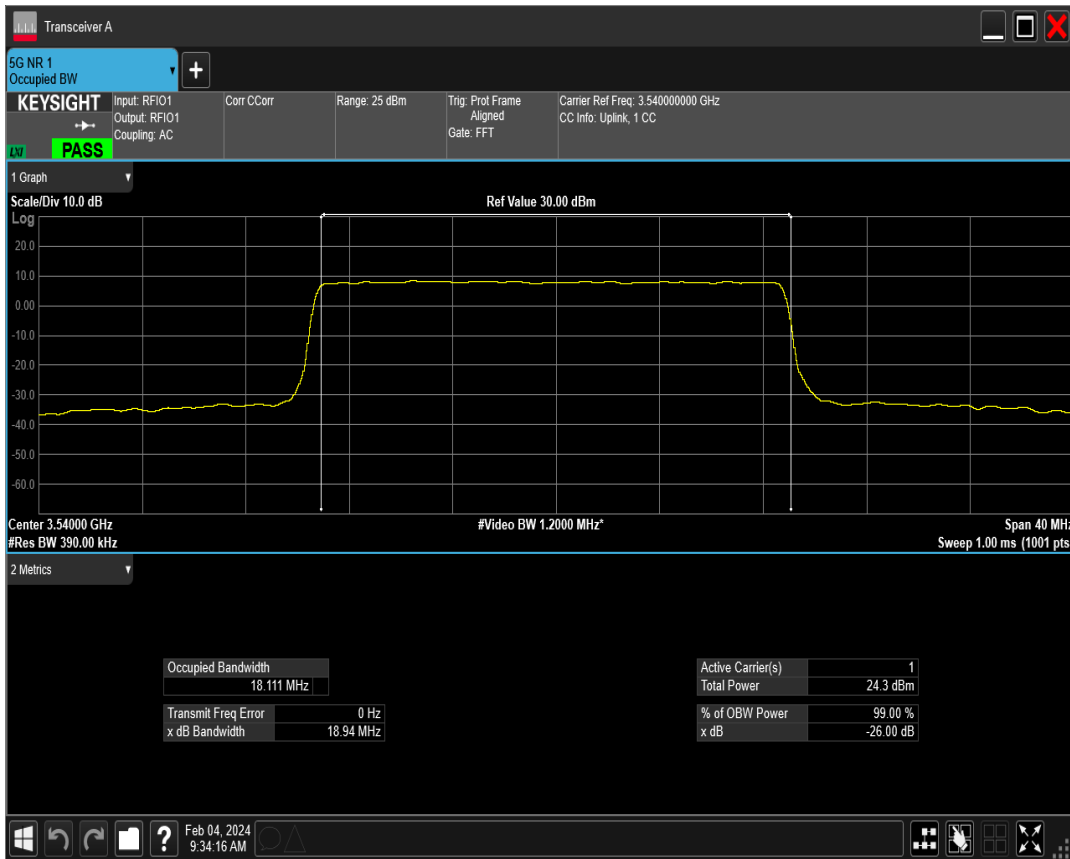 Transceiver A
5G NR 1
Occupied BW
KEYSIGHT
LXI
PASS
Input: RFIO1
Output: RFIO1
Coupling: AC
Corr CCorr
Range: 25 dBm
Trig: Prot Frame
Aligned
Gate: FFT
Carrier Ref Freq: 3.540000000 GHz
CC Info: Uplink, 1 CC
1 Graph
Scale/Div 10.0 dB
Ref Value 30.00 dBm
Log
20.0
10.0
0.00
-10.0
-20.0
-30.0
-40.0
-50.0
-60.0
Center 3.54000 GHz
#Video BW 1.2000 MHz*
Span 40 MHz
#Res BW 390.00 kHz
Sweep 1.00 ms (1001 pts
2 Metrics
Occupied Bandwidth
18.111 MHz
Transmit Freq Error 0 Hz
x dB Bandwidth 18.94 MHz
Active Carrier(s) 1
Total Power 24.3 dBm
% of OBW Power 99.00 %
x dB -26.00 dB
?
Feb 04, 2024
9:34:16 AM